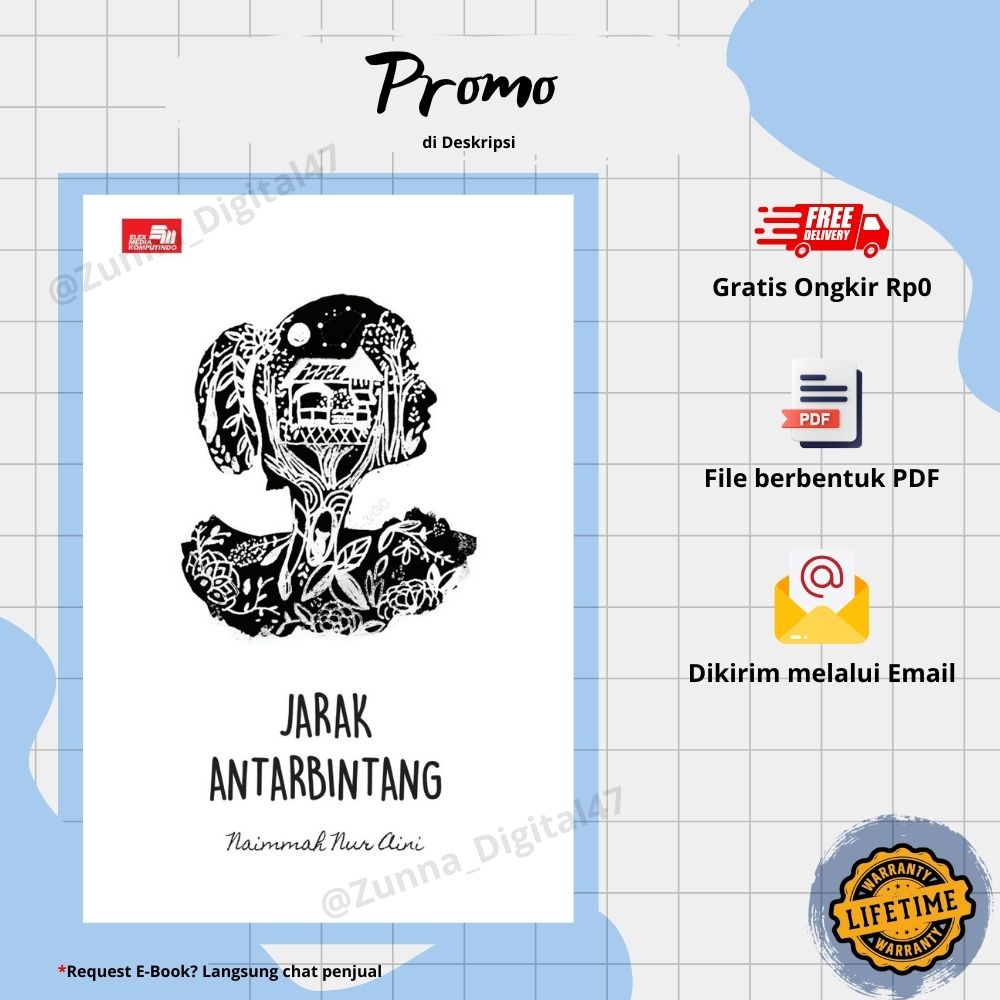 Promo
di Deskripsi
@Zunna_Digital47
ELEX
MEDIA
KOMPUTINDO
JARAK
ANTARBINTANG
Naimmah Nur Aini
@Zunna_Digital47
FREE
DELIVERY
Gratis Ongkir Rp0
PDF
File berbentuk PDF
@
Dikirim melalui Email
WARRANTY
LIFETIME
WARRANTY
*Request E-Book? Langsung chat penjual